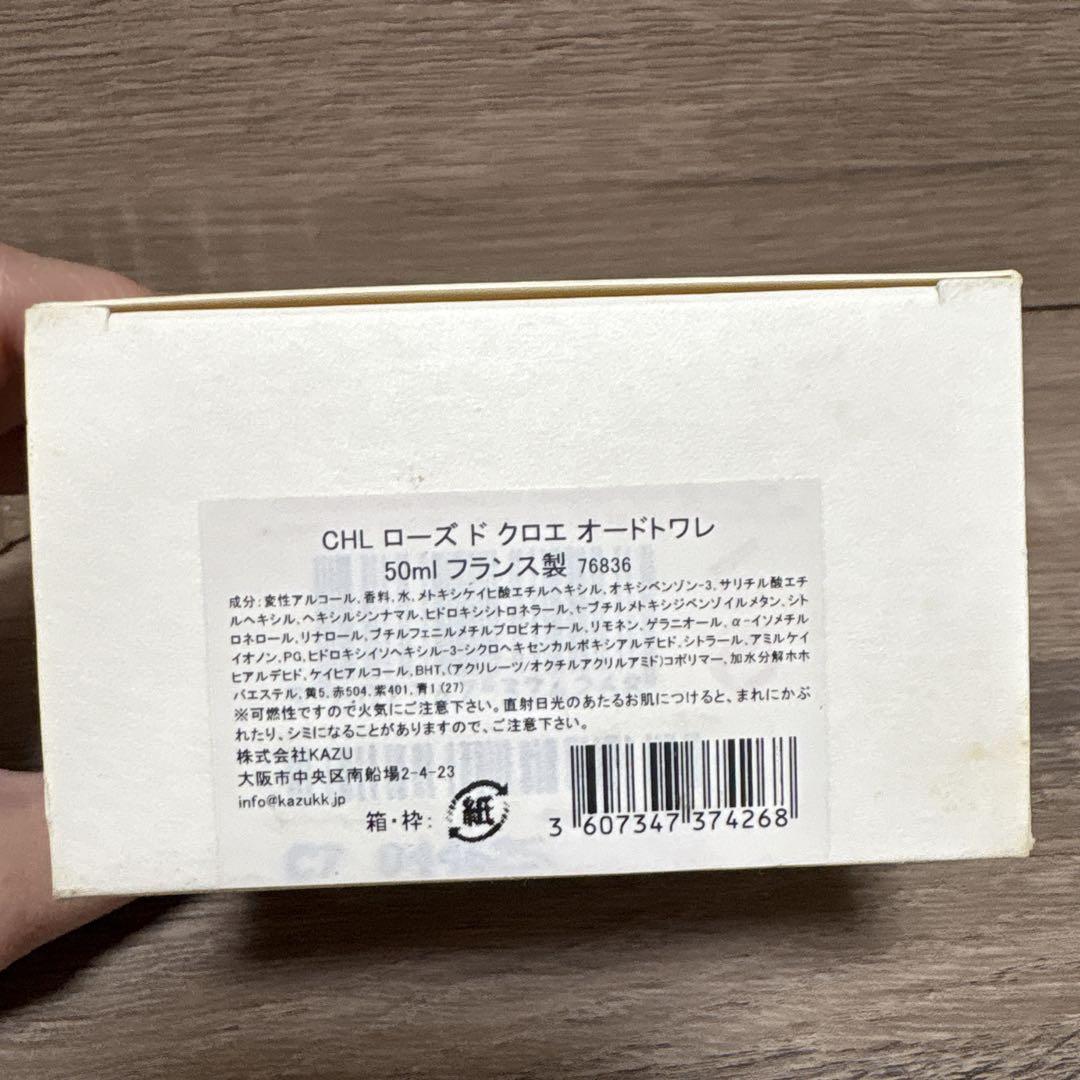 CHL ローズ ド クロエ オードトワレ
50ml フランス製 76836
成分:変性アルコール,香料,水,メトキシケイヒ酸エチルヘキシル,オキシベンゾン-3,サリチル酸エチ
ルヘキシル,ヘキシルシンナマル,ヒドロキシシトロネラール,t-ブチルメトキシジベンゾイルメタン,シト
ロネロール,リナロール,ブチルフェニルメチルプロピオナール,リモネン,ゲラニオール,α-イソメチル
イオノン,PG,ヒドロキシイソヘキシル-3-シクロヘキセンカルボキシアルデヒド,シトラール,アミルケイ
ヒアルデヒド,ケイヒアルコール,BHT,(アクリレーツ/オクチルアクリルアミド)コポリマー,加水分解ホホ
バエステル,黄5,赤504,紫401,青1(27)
※可燃性ですので火気にご注意下さい。直射日光のあたるお肌につけると、まれにかぶ
れたり、シミになることがありますので、ご注意下さい。
株式会社KAZU
大阪市中央区南船場2-4-23
info@kazukk.jp
箱・枠: 紙
3 607347 374268